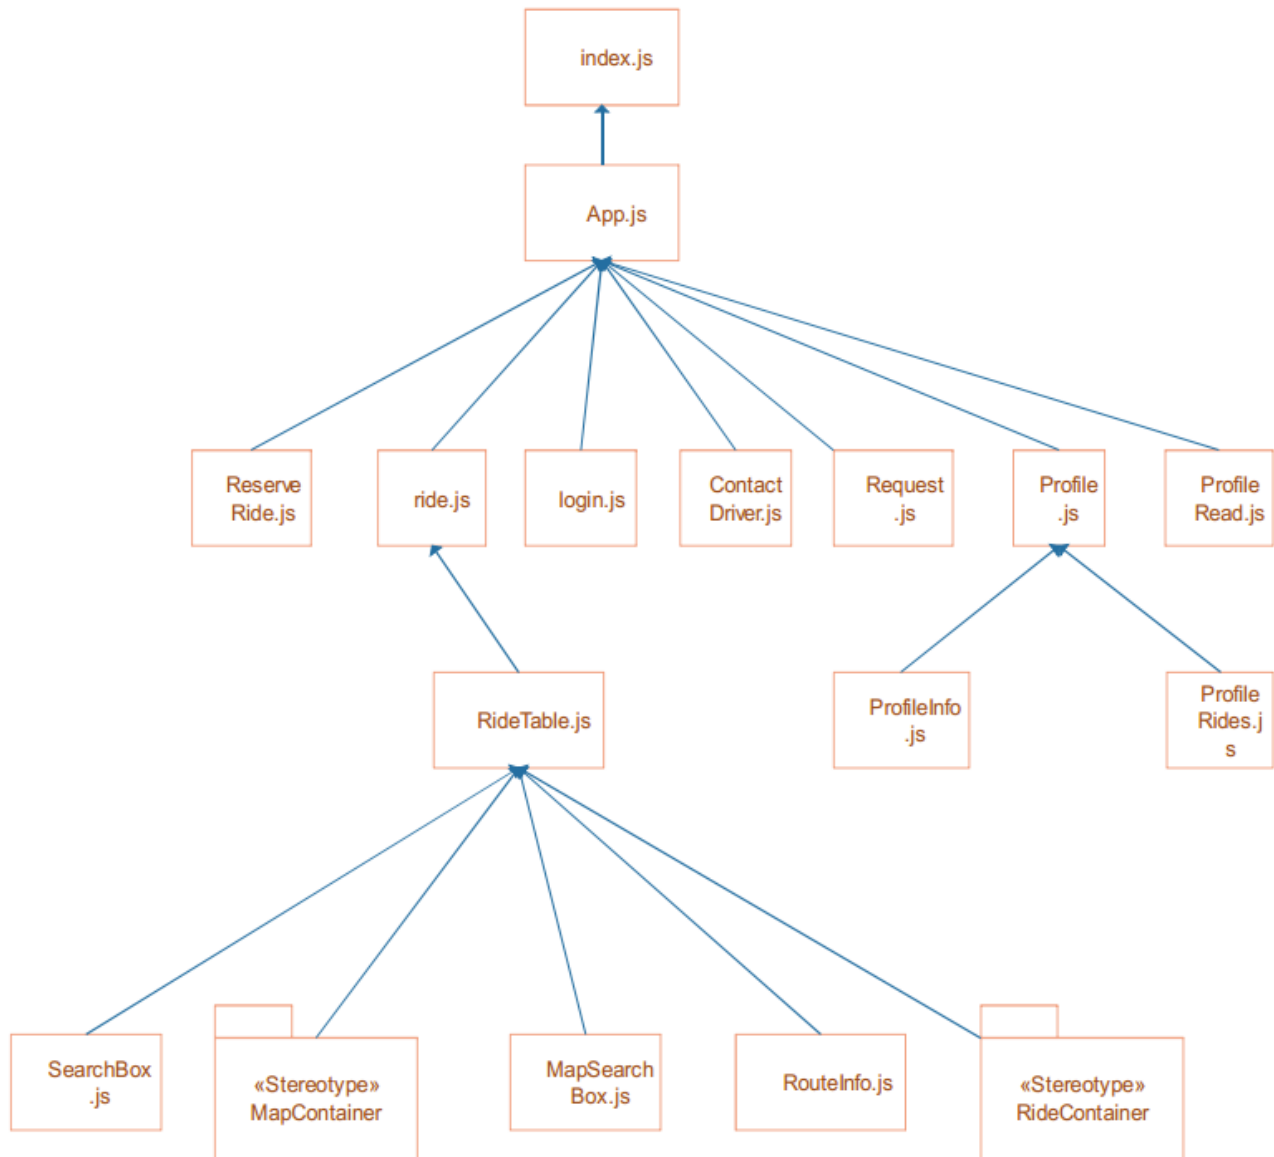 index.js
App.js
Reserve
Ride.js
ride.js
login.js
Contact
Driver.js
Request
.js
Profile
.js
Profile
Read.js
RideTable.js
ProfileInfo
.js
Profile
Rides.j
s
SearchBox
.js
«Stereotype»
MapContainer
MapSearch
Box.js
RouteInfo.js
«Stereotype»
RideContainer